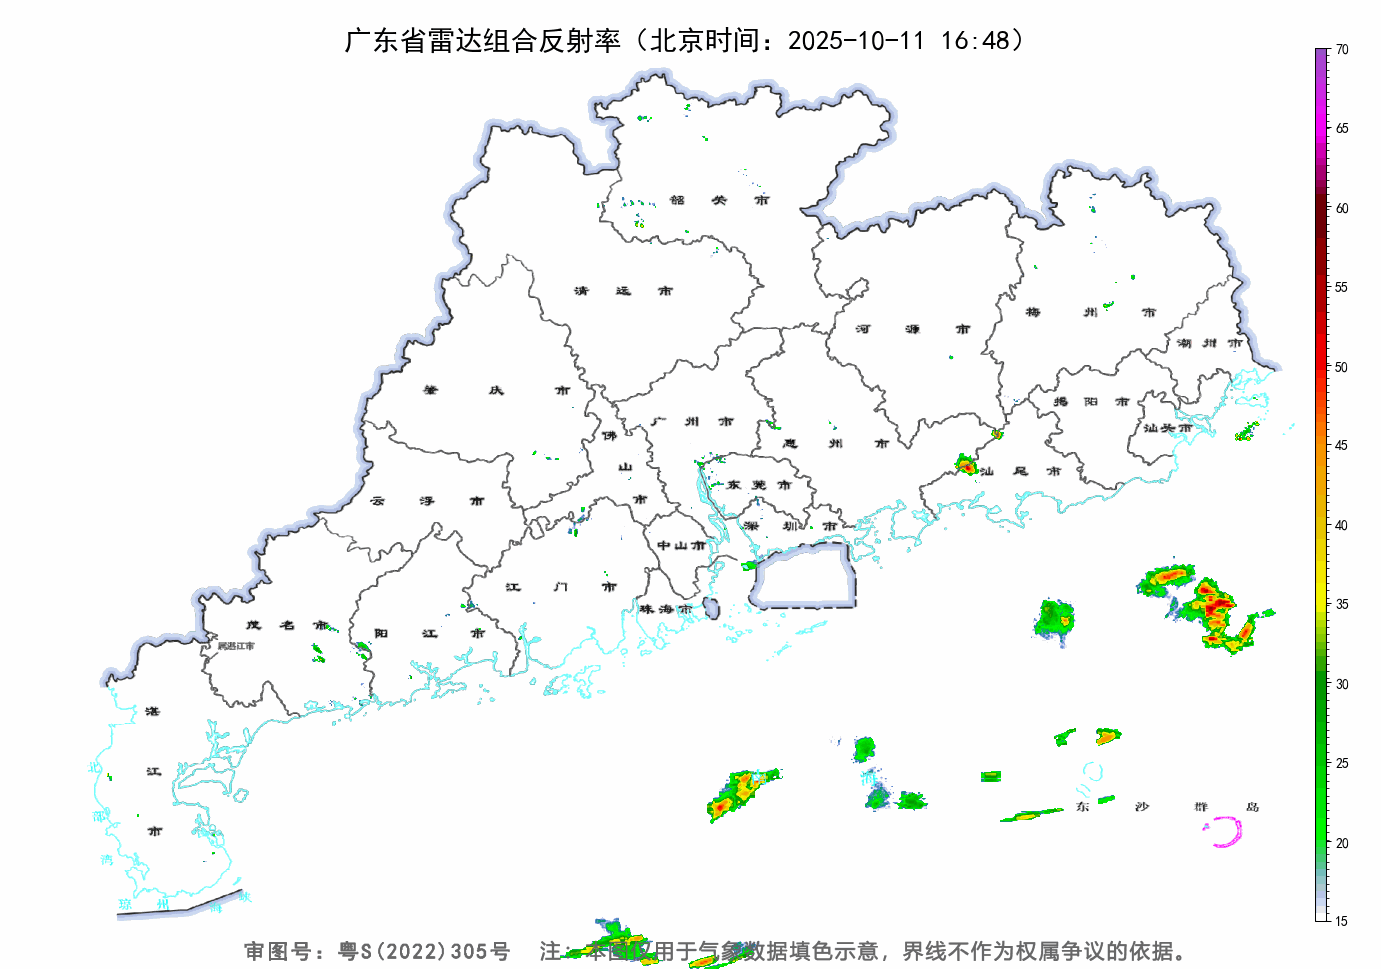 广东省雷达组合反射率（北京时间：2025-10-11 16:48）
70
65
60
55
50
45
40
35
30
25
20
15
韶 关 市
清 远 市
河 源 市
梅 州 市
潮 州 市
肇 庆 市
广 州 市
佛 山 市
惠 州 市
揭 阳 市
汕头市
汕 尾 市
东 莞 市
云 浮 市
深 圳 市
中山市
江 门 市
珠海市
茂 名 市
阳 江 市
属湛江市
湛 江 市
北 部 湾
琼 州 海 峡
东 沙 群 岛
审图号：粤S(2022)305号 注：本图仅用于气象数据填色示意，界线不作为权属争议的依据。